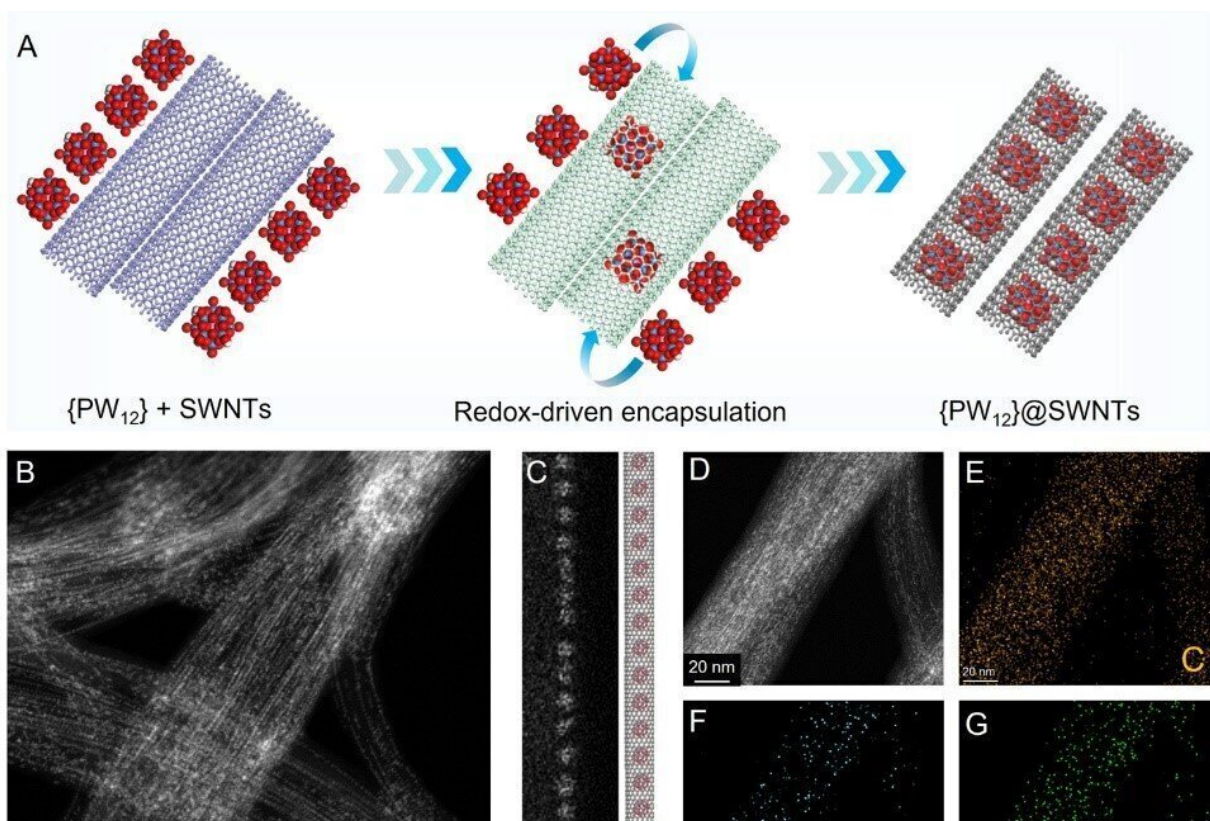 A
{PW₁₂} + SWNTs
Redox-driven encapsulation
{PW₁₂}@SWNTs
B
C
D
20 nm
E
20 nm
C
F
G